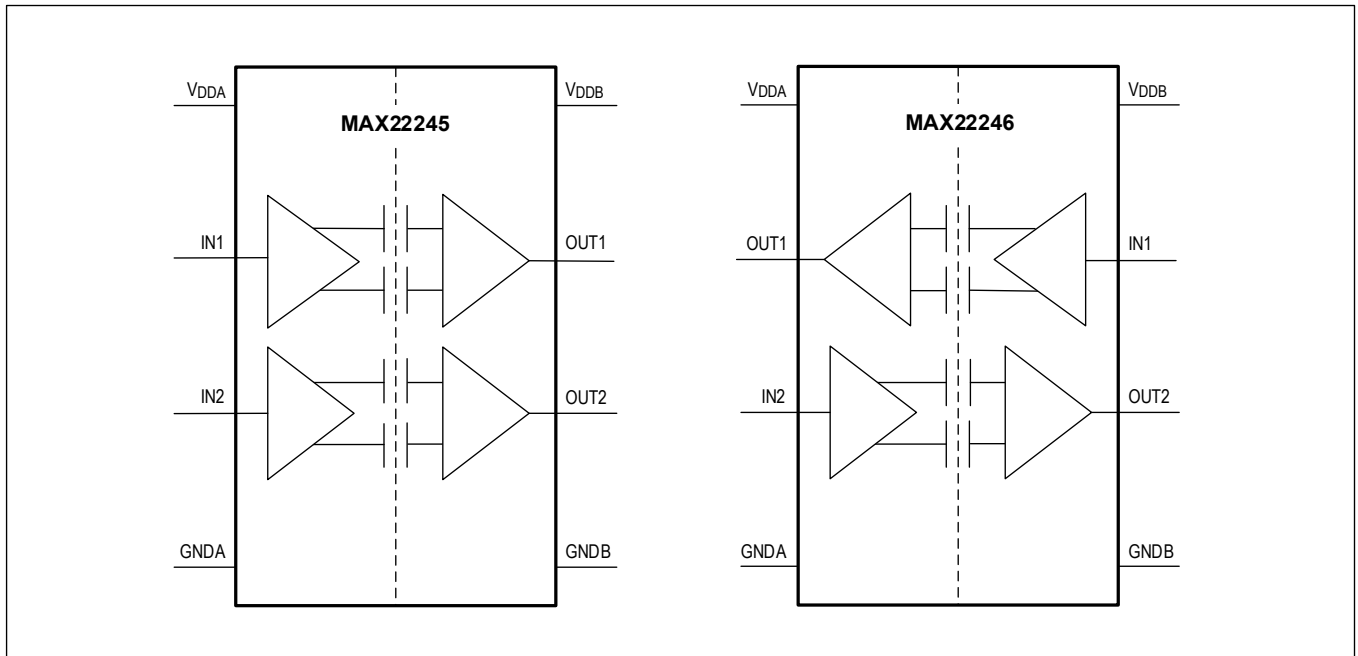 VDDA
VDDB
MAX22245
IN1
OUT1
IN2
OUT2
GNDA
GNDB
VDDA
VDDB
MAX22246
OUT1
IN1
IN2
OUT2
GNDA
GNDB